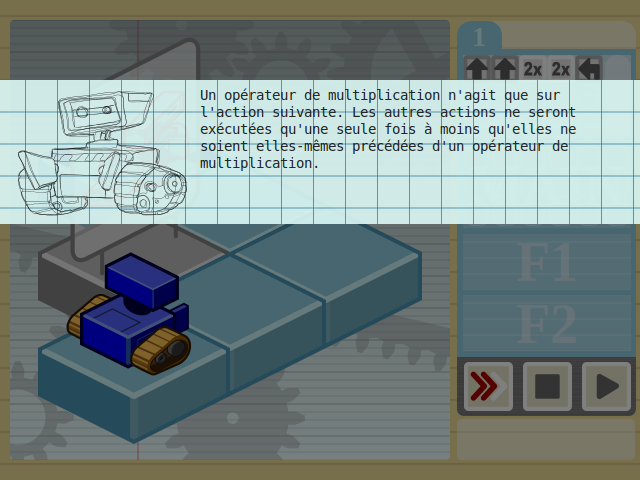 1
2x 2x
Un opérateur de multiplication n'agit que sur
l'action suivante. Les autres actions ne seront
exécutées qu'une seule fois à moins qu'elles ne
soient elles-mêmes précédées d'un opérateur de
multiplication.
F1
F2